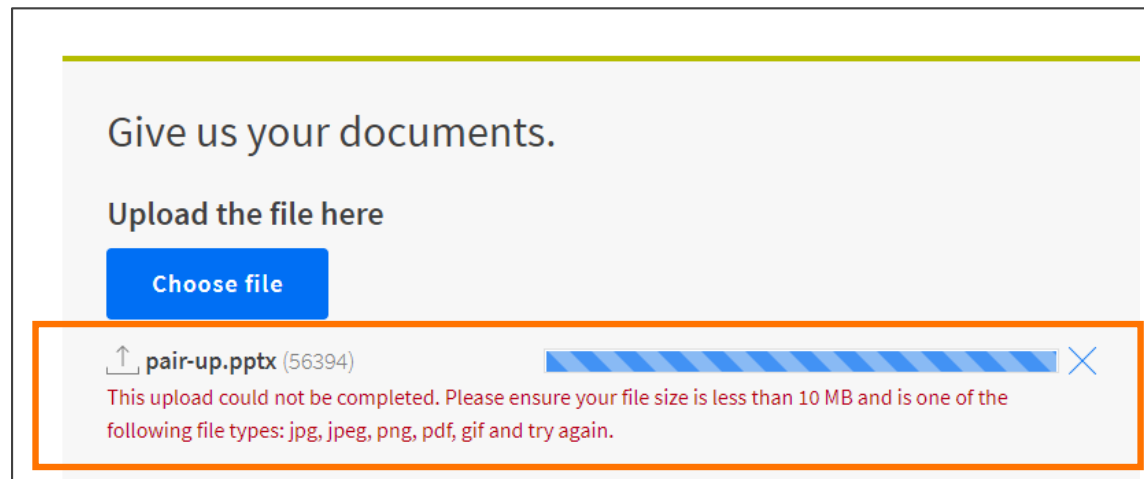 Give us your documents.
Upload the file here
Choose file
pair-up.pptx (56394)
This upload could not be completed. Please ensure your file size is less than 10 MB and is one of the
following file types: jpg, jpeg, png, pdf, gif and try again.